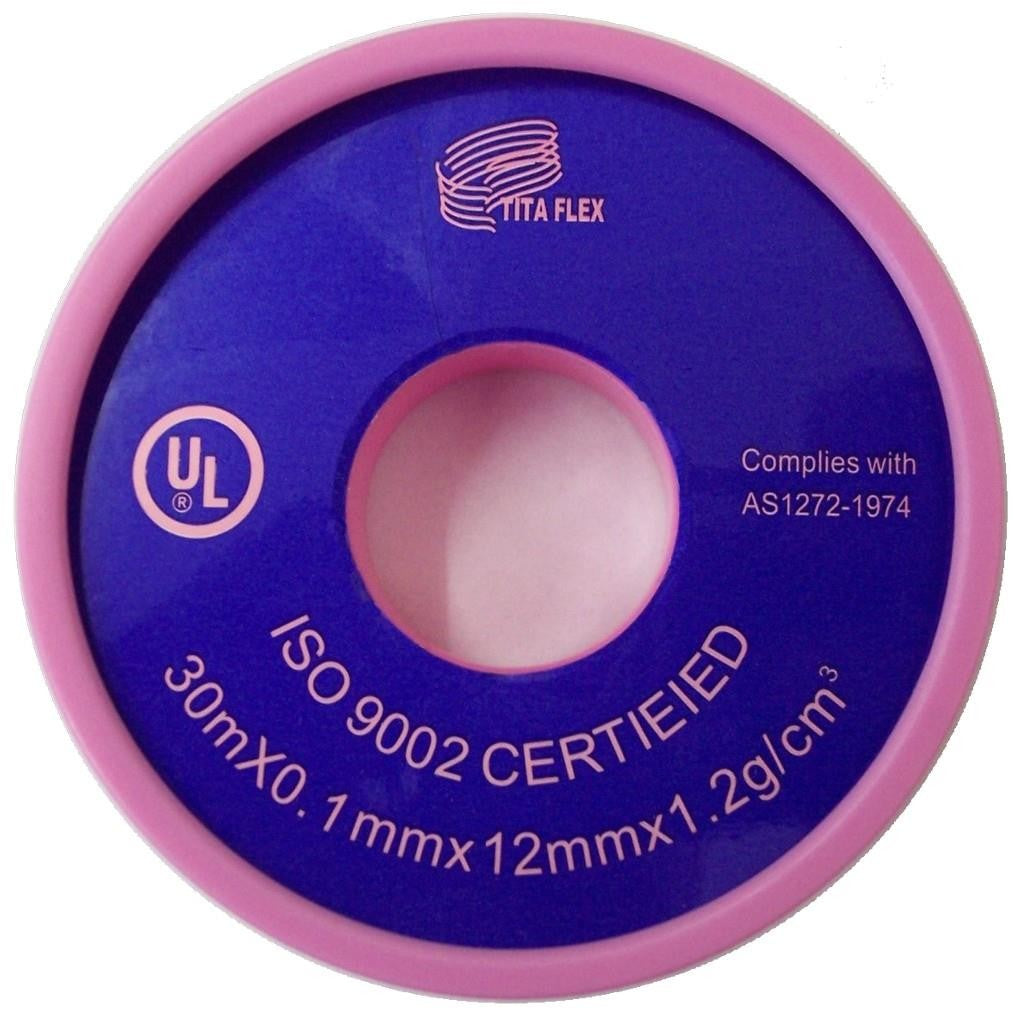 TITA FLEX
UL
®
Complies with
AS1272-1974
ISO 9002 CERTIEIED
30mX0.1mmx12mmx1.2g/cm³